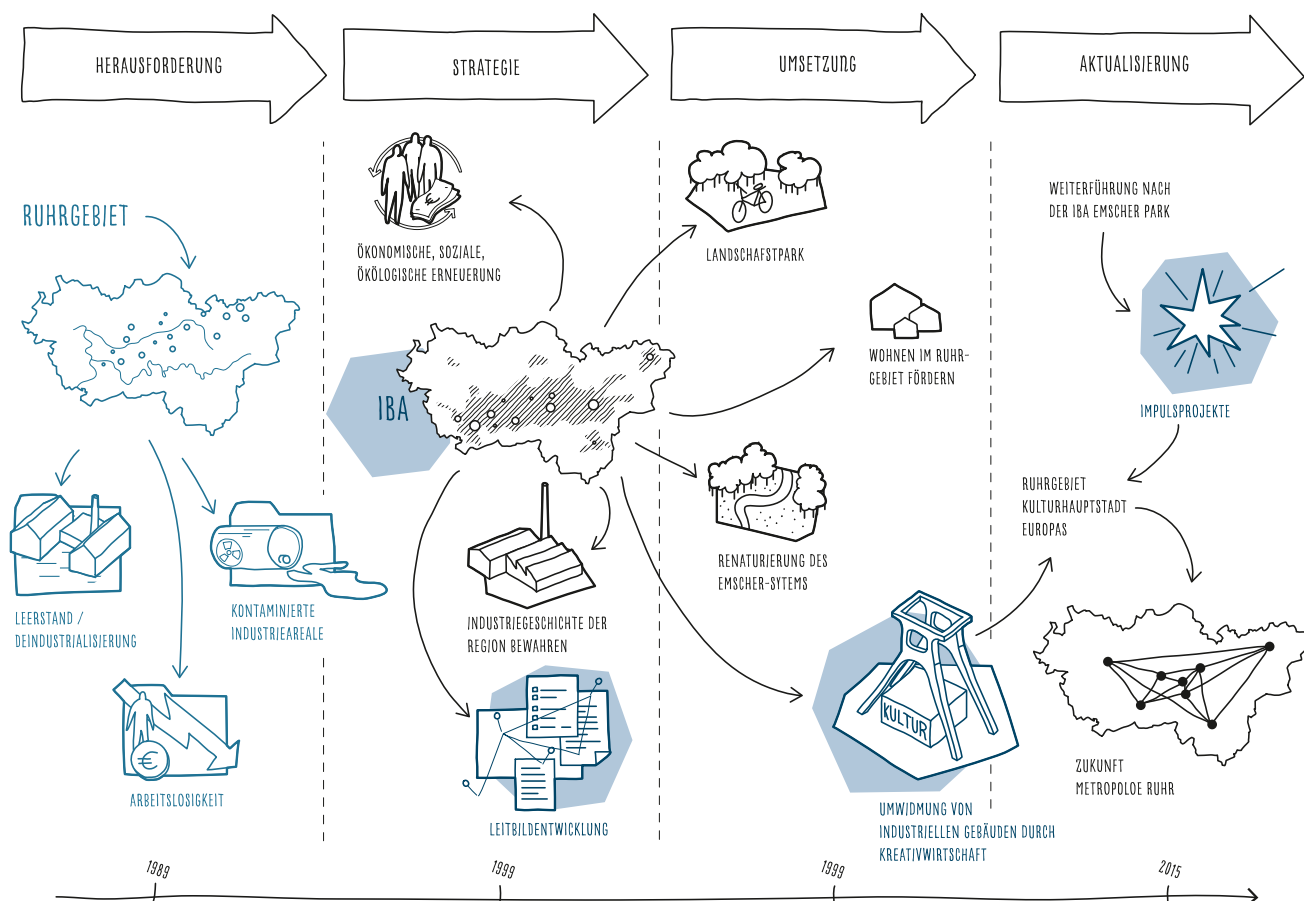 HERAUSFORDERUNG
STRATEGIE
UMSETZUNG
AKTUALISIERUNG
RUHRGEBIET
LEERSTAND /
DEINDUSTRIALISIERUNG
KONTAMINIERTE
INDUSTRIEAREALE
€
ARBEITSLOSIGKEIT
€
ÖKONOMISCHE, SOZIALE,
ÖKOLOGISCHE ERNEUERUNG
IBA
INDUSTRIEGESCHICHTE DER
REGION BEWAHREN
LEITBILDENTWICKLUNG
LANDSCHAFSTPARK
WOHNEN IM RUHR-
GEBIET FÖRDERN
RENATURIERUNG DES
EMSCHER-SYTEMS
KULTUR
UMWIDMUNG VON
INDUSTRIELLEN GEBÄUDEN DURCH
KREATIVWIRTSCHAFT
WEITERFÜHRUNG NACH
DER IBA EMSCHER PARK
IMPULSPROJEKTE
RUHRGEBIET
KULTURHAUPTSTADT
EUROPAS
ZUKUNFT
METROPOLOE RUHR
1989
1999
1999
2015